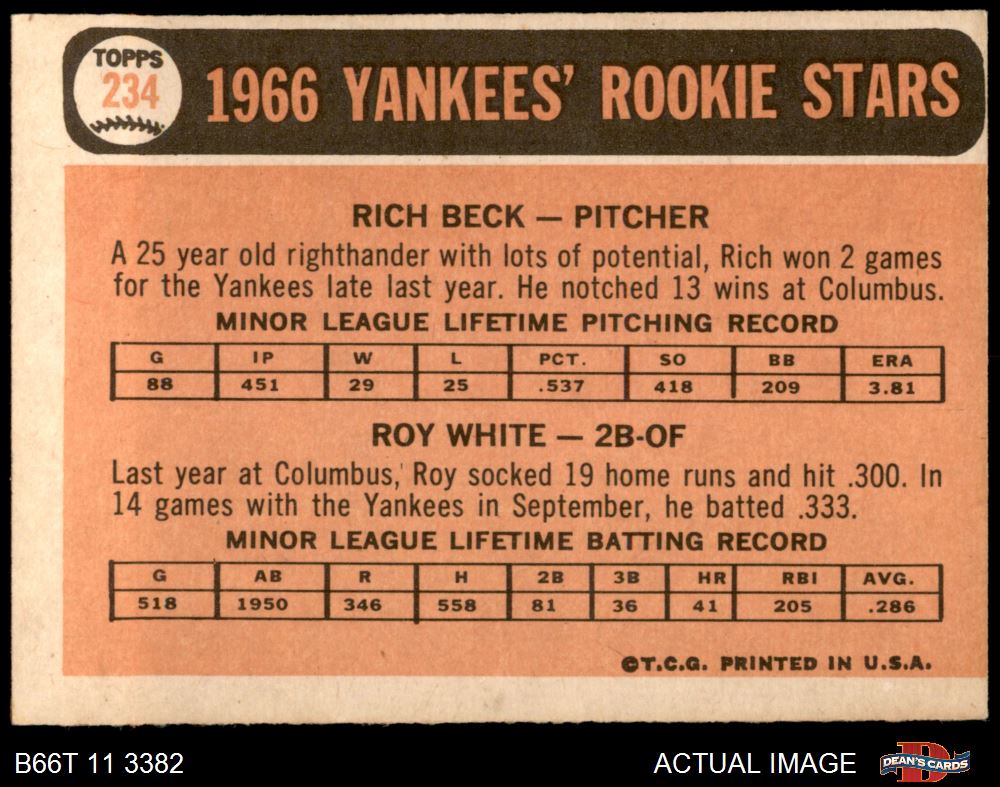 TOPPS
234
1966 YANKEES' ROOKIE STARS
RICH BECK — PITCHER
A 25 year old righthander with lots of potential, Rich won 2 games
for the Yankees late last year. He notched 13 wins at Columbus.
MINOR LEAGUE LIFETIME PITCHING RECORD
G IP W L PCT. SO BB ERA
88 451 29 25 .537 418 209 3.81
ROY WHITE — 2B-OF
Last year at Columbus, Roy socked 19 home runs and hit .300. In
14 games with the Yankees in September, he batted .333.
MINOR LEAGUE LIFETIME BATTING RECORD
G AB R H 2B 3B HR RBI AVG.
518 1950 346 558 81 36 41 205 .286
©T.C.G. PRINTED IN U.S.A.
B66T 11 3382
ACTUAL IMAGE
DEAN'S CARDS